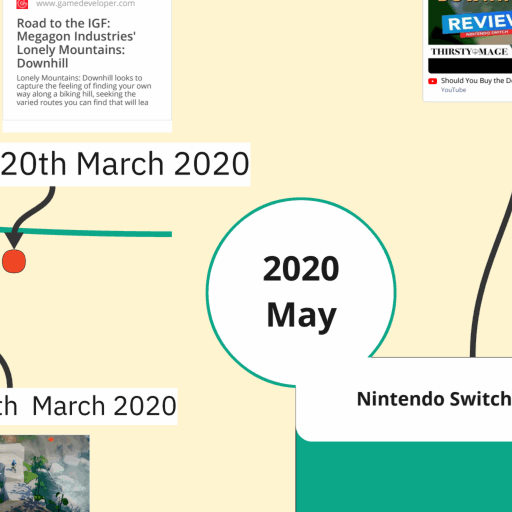 www.gamedeveloper.com
Road to the IGF:
Megagon Industries'
Lonely Mountains:
Downhill
Lonely Mountains: Downhill looks to
capture the feeling of finding your own
way along a biking hill, seeking the
varied routes you can find that will lea
REVIEW
NINTENDO SWITCH
THIRSTY MAGE
Should You Buy the D
YouTube
20th March 2020
2020
May
th March 2020
Nintendo Switch